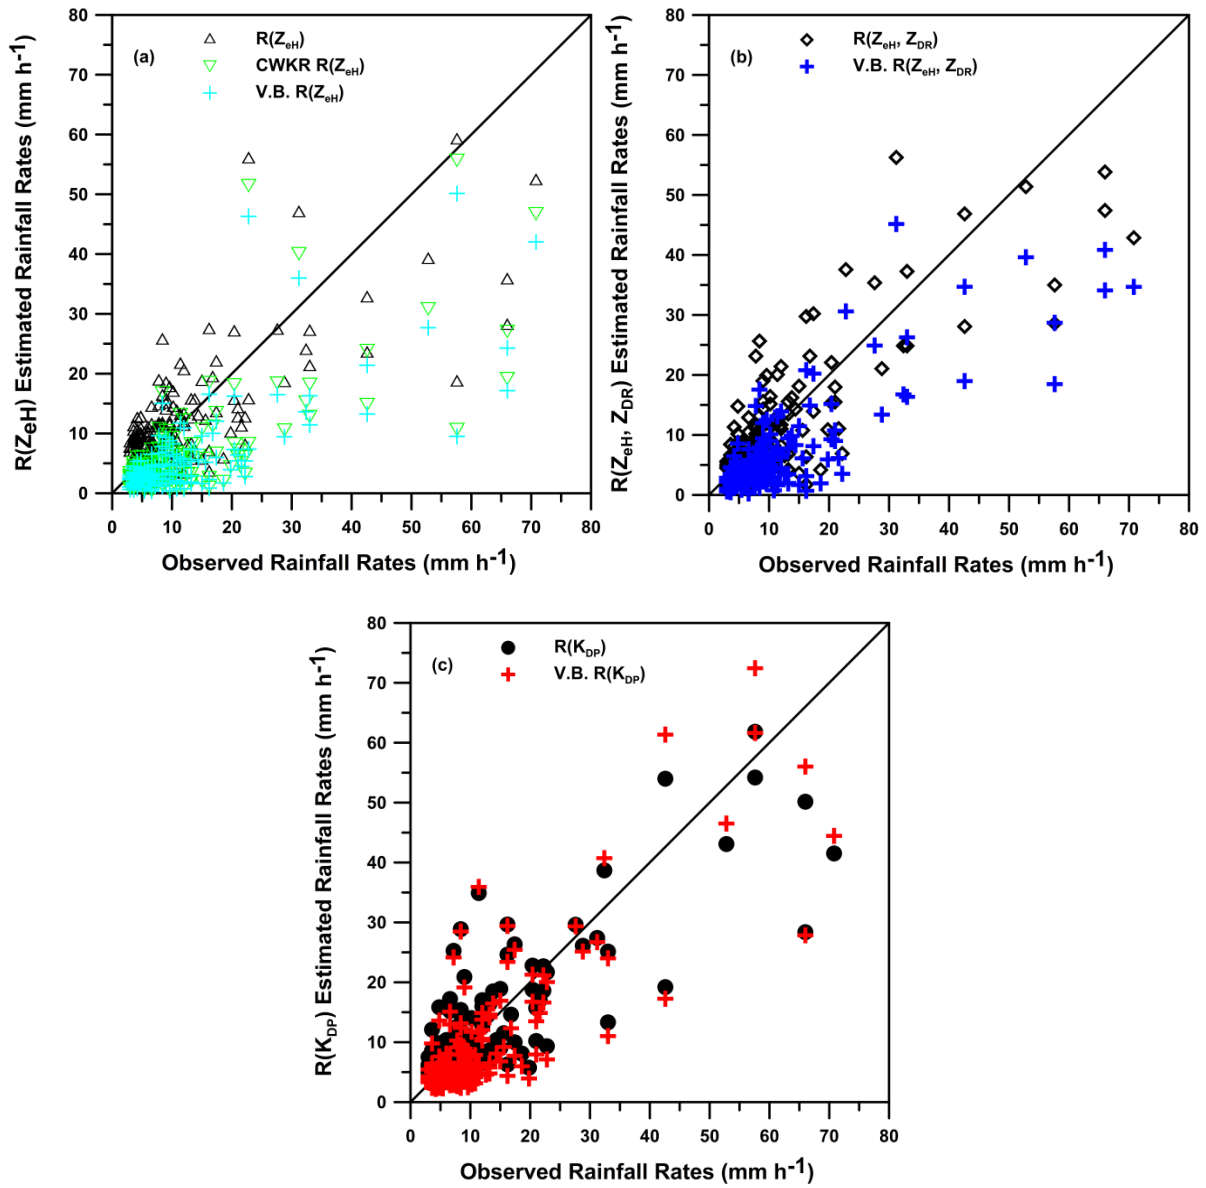 (a)
R(ZeH)
CWKR R(ZeH)
V.B. R(ZeH)
R(ZeH) Estimated Rainfall Rates (mm h-1)
80
70
60
50
40
30
20
10
0
0 10 20 30 40 50 60 70 80
Observed Rainfall Rates (mm h-1)
(b)
R(ZeH, ZDR)
V.B. R(ZeH, ZDR)
R(ZeH, ZDR) Estimated Rainfall Rates (mm h-1)
80
70
60
50
40
30
20
10
0
0 10 20 30 40 50 60 70 80
Observed Rainfall Rates (mm h-1)
(c)
R(KDP)
V.B. R(KDP)
R(KDP) Estimated Rainfall Rates (mm h-1)
80
70
60
50
40
30
20
10
0
0 10 20 30 40 50 60 70 80
Observed Rainfall Rates (mm h-1)